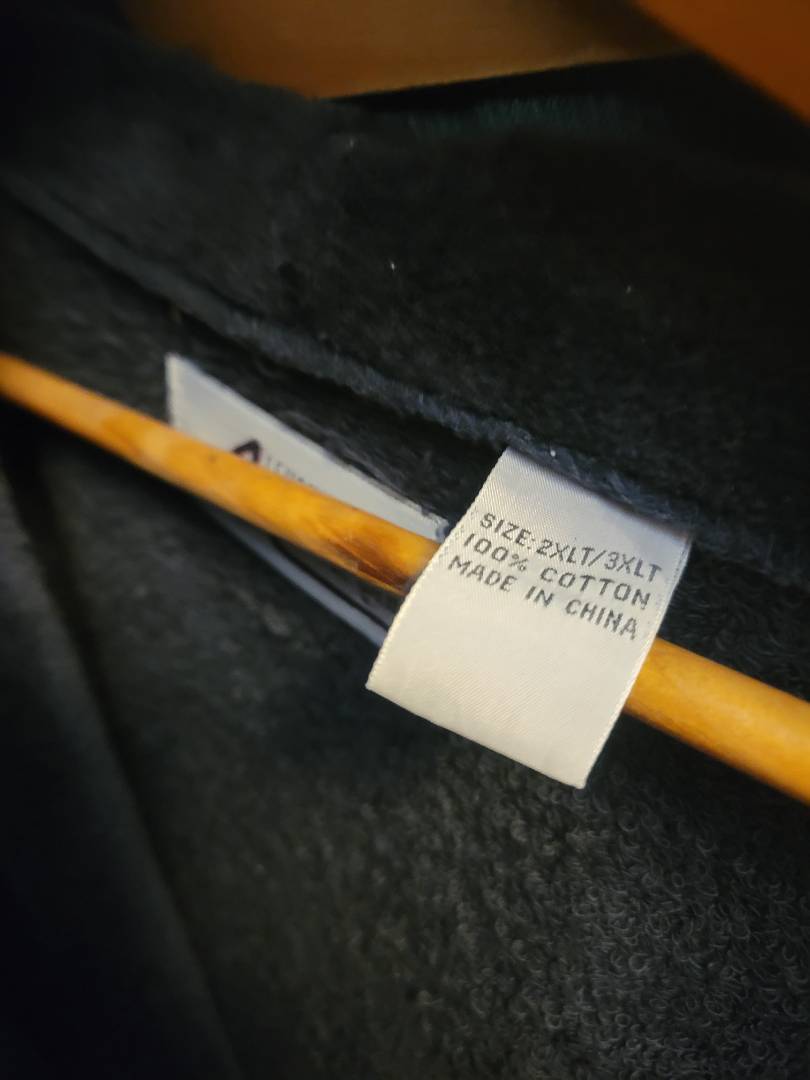 SIZE:2XLT/3XLT
100% COTTON
MADE IN CHINA